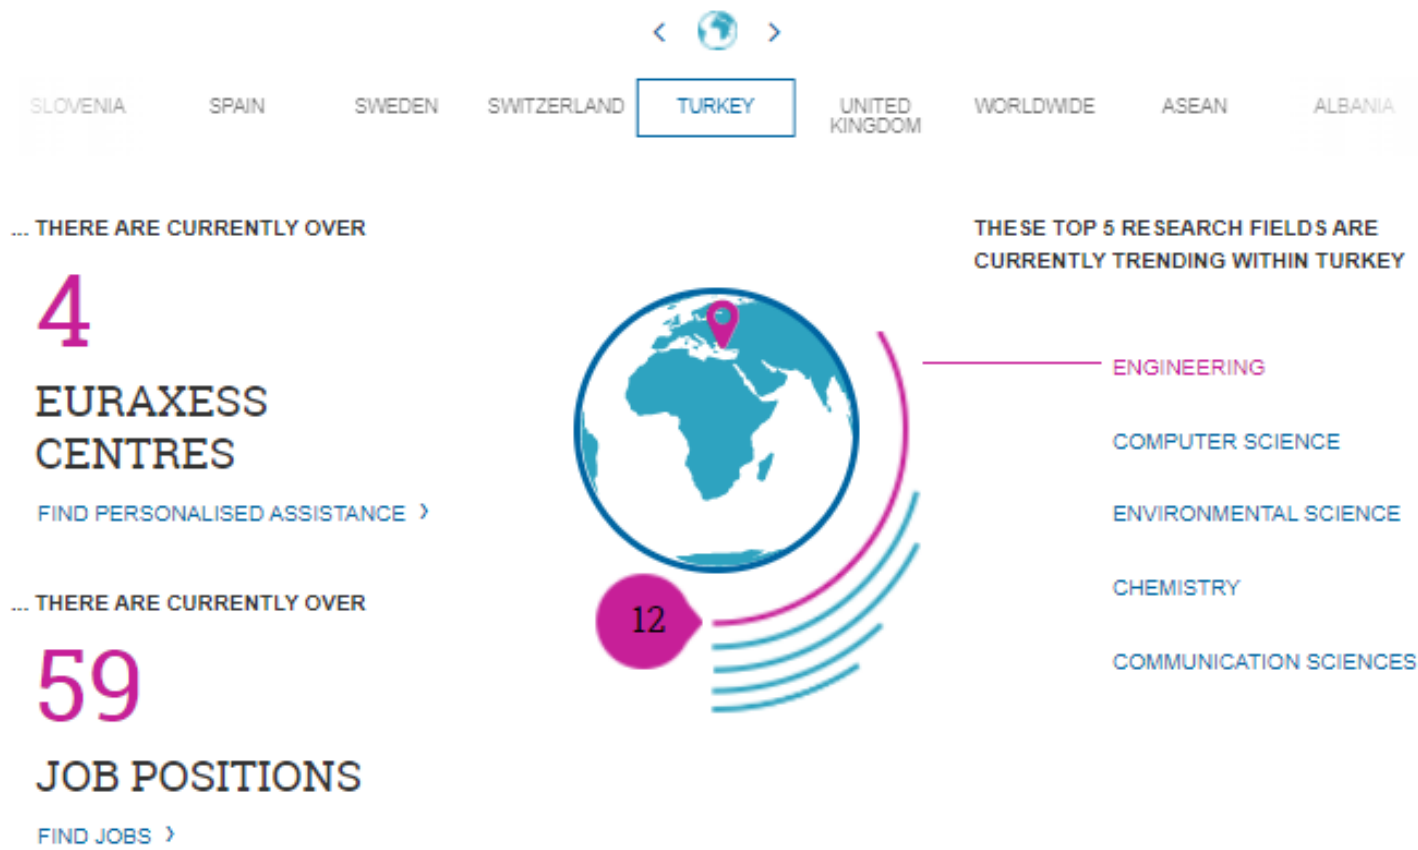 SLOVENIA
SPAIN
SWEDEN
SWITZERLAND
TURKEY
UNITED
KINGDOM
WORLDWIDE
ASEAN
ALBANIA
... THERE ARE CURRENTLY OVER
4
EURAXESS
CENTRES
FIND PERSONALISED ASSISTANCE
... THERE ARE CURRENTLY OVER
59
JOB POSITIONS
FIND JOBS
12
THESE TOP 5 RESEARCH FIELDS ARE
CURRENTLY TRENDING WITHIN TURKEY
ENGINEERING
COMPUTER SCIENCE
ENVIRONMENTAL SCIENCE
CHEMISTRY
COMMUNICATION SCIENCES